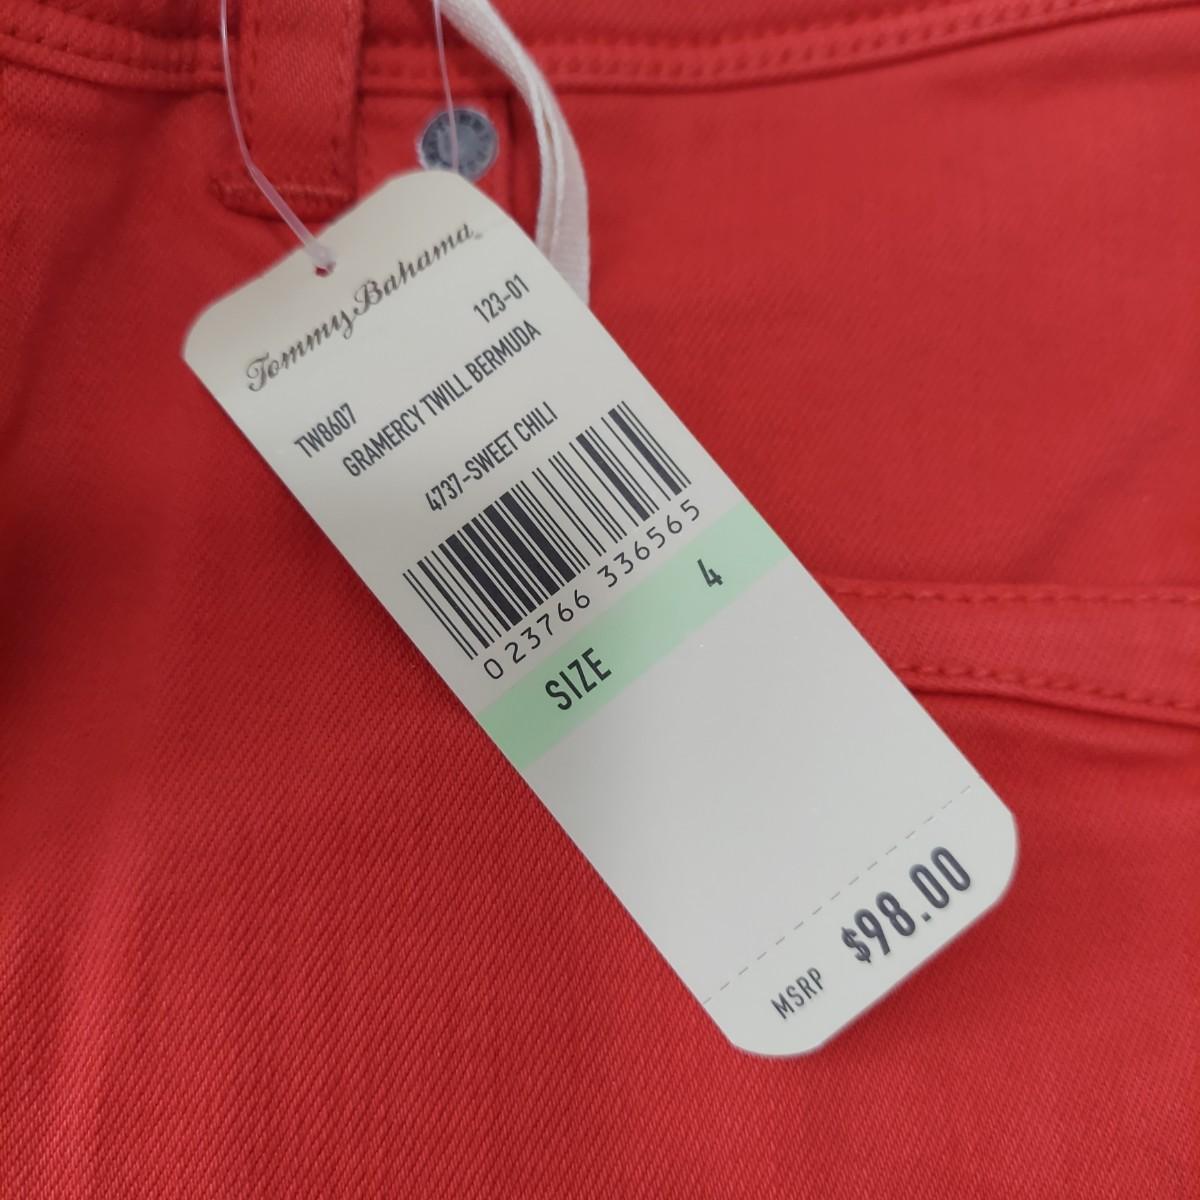 Tommy Bahama
TW8607 123-01
GRAMERCY TWILL BERMUDA
4737-SWEET CHILI
0 23766 336565
SIZE 4
MSRP $98.00